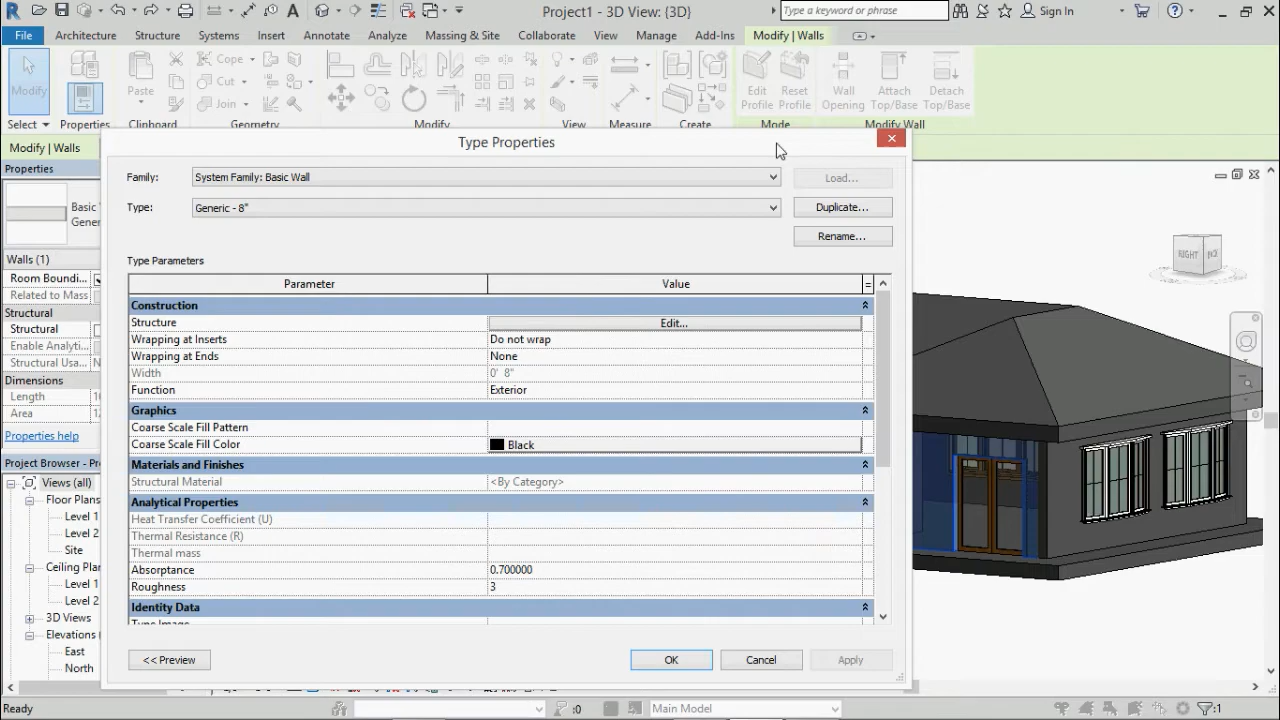 Project1 - 3D View: {3D}
Type a keyword or phrase
Sign In
File Architecture Structure Systems Insert Annotate Analyze Massing & Site Collaborate View Manage Add-Ins Modify | Walls
Modify
Paste
Cope
Cut
Join
Edit Profile
Reset Profile
Wall Opening
Attach Top/Base
Detach Top/Base
Select Properties Clipboard Geometry Modify View Measure Create Mode Modify Wall
Modify | Walls
Type Properties
Properties
Family: System Family: Basic Wall Load...
Type: Generic - 8" Duplicate...
Rename...
Basic
Gener
Walls (1)
Type Parameters
Room Boundi
Related to Mass
Structural
Structural
Enable Analyti
Structural Usa
Dimensions
Length
Area
Properties help
Parameter Value =
Construction
Structure Edit...
Wrapping at Inserts Do not wrap
Wrapping at Ends None
Width 0' 8"
Function Exterior
Graphics
Coarse Scale Fill Pattern
Coarse Scale Fill Color Black
Materials and Finishes
Structural Material <By Category>
Analytical Properties
Heat Transfer Coefficient (U)
Thermal Resistance (R)
Thermal mass
Absorptance 0.700000
Roughness 3
Identity Data
Type Image
<< Preview OK Cancel Apply
Project Browser - Pr
Views (all)
Floor Plans
Level 1
Level 2
Site
Ceiling Plan
Level 1
Level 2
3D Views
Elevations (
East
North
RIGHT
Ready :0 Main Model :1